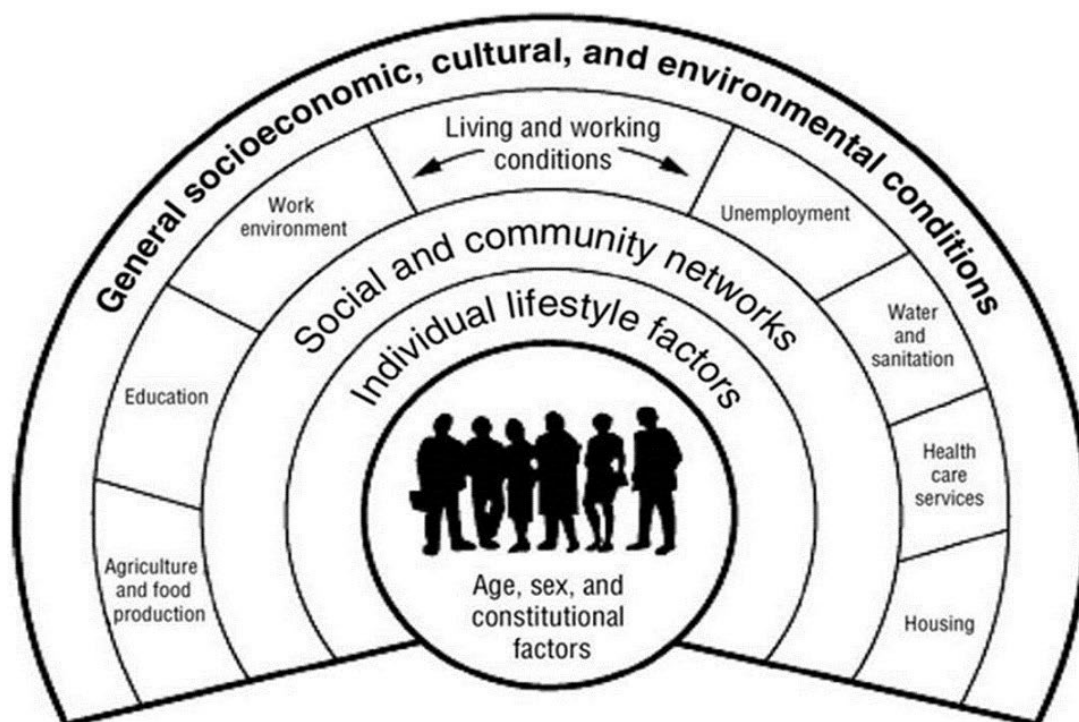 General socioeconomic, cultural, and environmental conditions
Living and working
conditions
Work
environment
Unemployment
Social and community networks
Water
and
sanitation
Individual lifestyle factors
Education
Health
care
services
Agriculture
and food
production
Age, sex, and
constitutional
factors
Housing